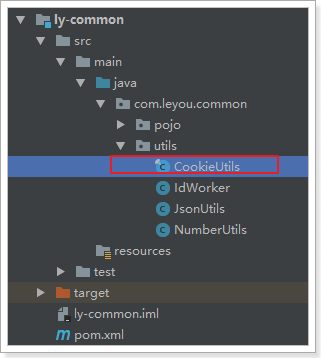 ly-common
src
main
java
com.leyou.common
pojo
utils
CookieUtils
IdWorker
JsonUtils
NumberUtils
resources
test
target
ly-common.iml
pom.xml